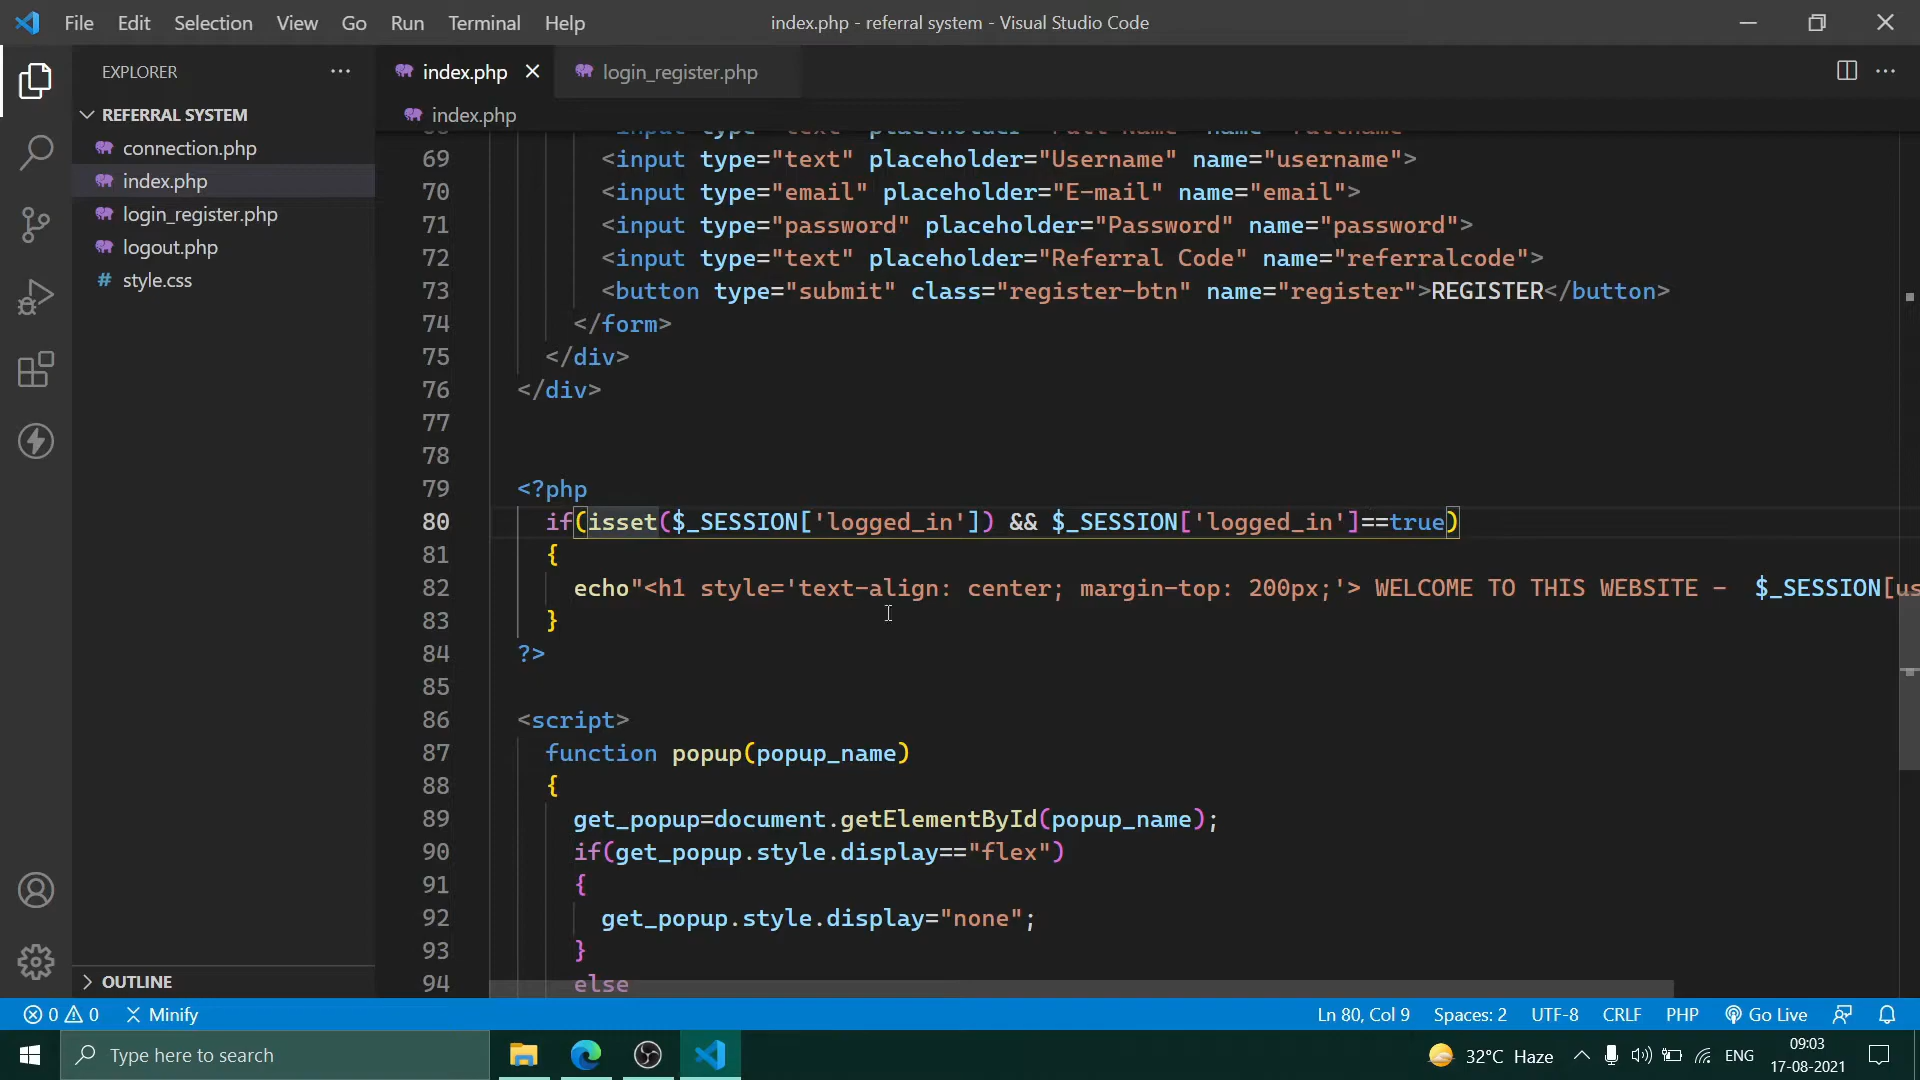 File Edit Selection View Go Run Terminal Help
index.php - referral system - Visual Studio Code
EXPLORER
REFERRAL SYSTEM
connection.php
index.php
login_register.php
logout.php
style.css
OUTLINE
index.php
login_register.php
index.php
69 <input type="text" placeholder="Username" name="username">
70 <input type="email" placeholder="E-mail" name="email">
71 <input type="password" placeholder="Password" name="password">
72 <input type="text" placeholder="Referral Code" name="referralcode">
73 <button type="submit" class="register-btn" name="register">REGISTER</button>
74 </form>
75 </div>
76 </div>
77
78
79 <?php
80 if(isset($_SESSION['logged_in']) && $_SESSION['logged_in']==true)
81 {
82 echo"<h1 style='text-align: center; margin-top: 200px;'> WELCOME TO THIS WEBSITE - $_SESSION[us
83 }
84 ?>
85
86 <script>
87 function popup(popup_name)
88 {
89 get_popup=document.getElementById(popup_name);
90 if(get_popup.style.display=="flex")
91 {
92 get_popup.style.display="none";
93 }
94 else
0 0 Minify
Ln 80, Col 9 Spaces: 2 UTF-8 CRLF PHP Go Live
Type here to search
32°C Haze
ENG
09:03
17-08-2021